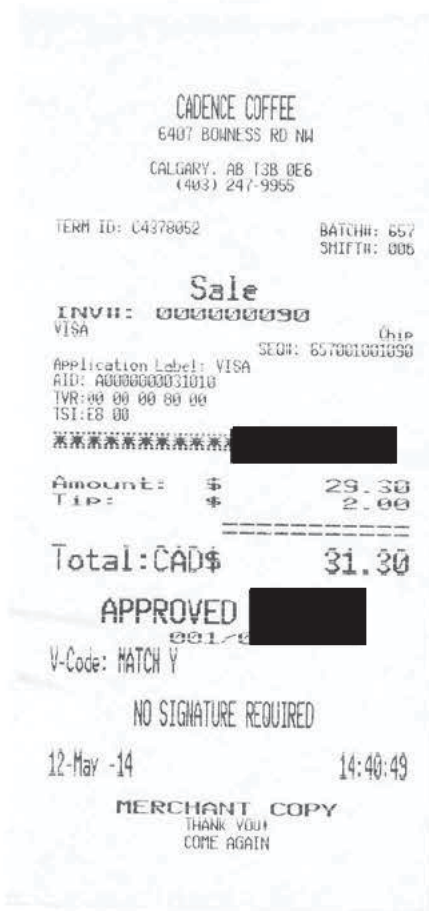 CADENCE COFFEE
6407 BOWNESS RD NW
CALGARY, AB T3B 0E6
(403) 247-9955
TERM ID: C4378052 BATCH#: 657
SHIFT#: 006
Sale
INV#: 000000090
VISA Chip
SEQ#: 657001001090
Application Label: VISA
AID: A0000000031010
TVR:00 00 00 80 00
TSI:E8 00
************
Amount: $ 29.30
Tip: $ 2.00
===========
Total:CAD$ 31.30
APPROVED
001/0
V-Code: MATCH Y
NO SIGNATURE REQUIRED
12-May -14 14:40:49
MERCHANT COPY
THANK YOU!
COME AGAIN